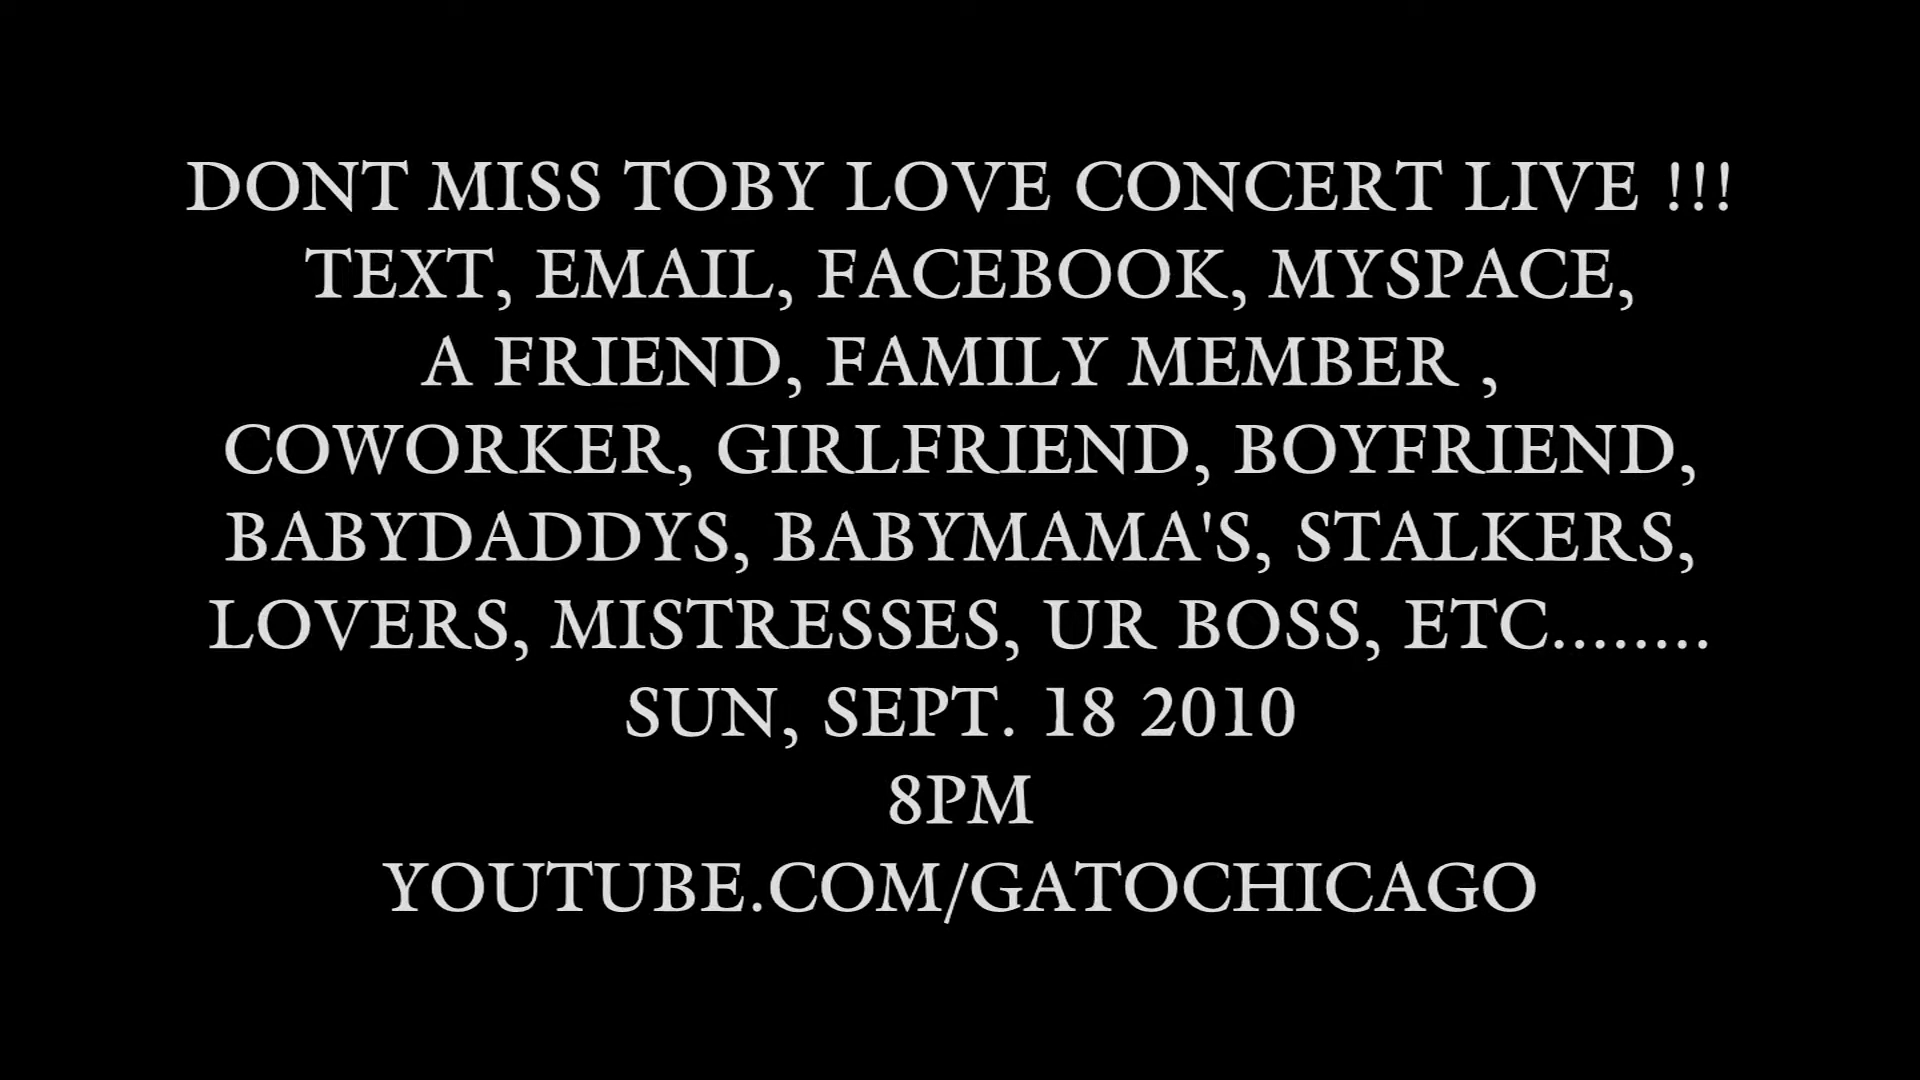 DONT MISS TOBY LOVE CONCERT LIVE !!!
TEXT, EMAIL, FACEBOOK, MYSPACE,
A FRIEND, FAMILY MEMBER ,
COWORKER, GIRLFRIEND, BOYFRIEND,
BABYDADDYS, BABYMAMA'S, STALKERS,
LOVERS, MISTRESSES, UR BOSS, ETC........
SUN, SEPT. 18 2010
8PM
YOUTUBE.COM/GATOCHICAGO